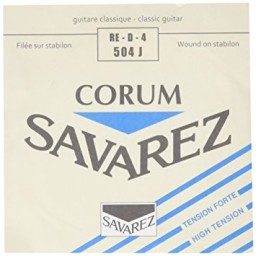 guitare classique - classic guitar
Filée sur stabilon
RE - D - 4
504 J
Wound on stabilon
CORUM
SAVAREZ
SAVAREZ
TENSION FORTE
HIGH TENSION